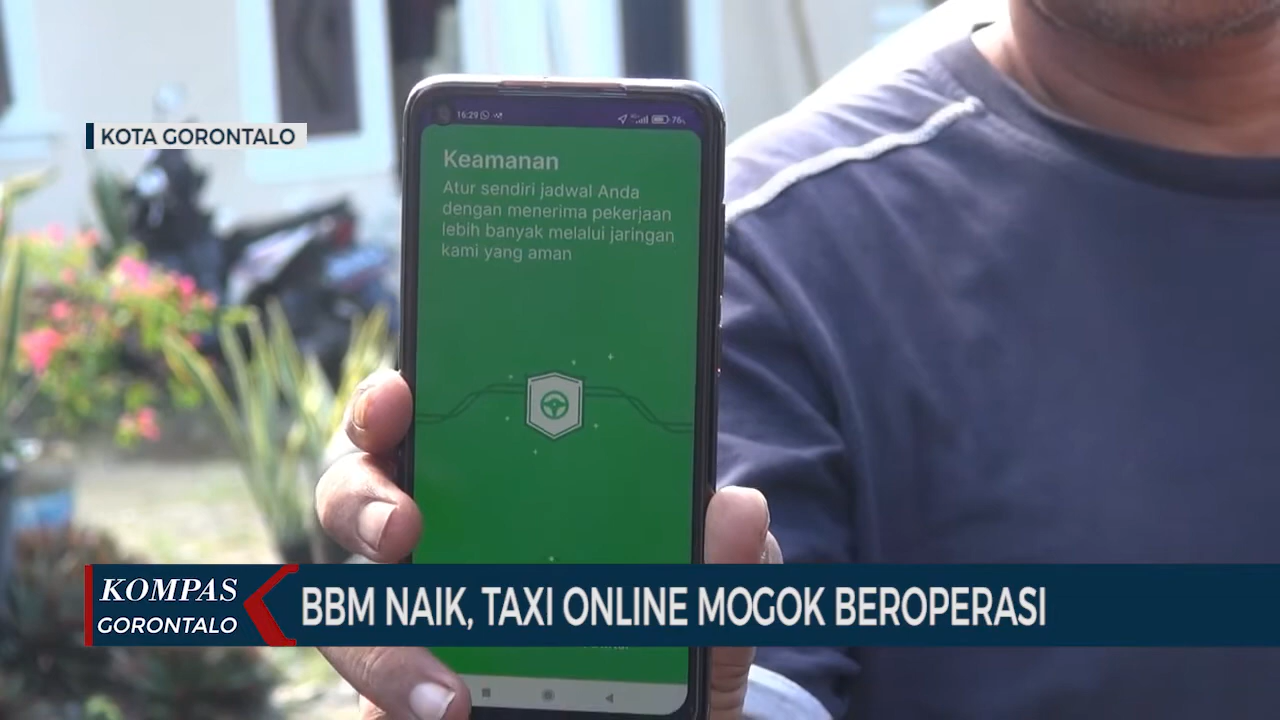 KOTA GORONTALO
16:29
76
Keamanan
Atur sendiri jadwal Anda
dengan menerima pekerjaan
lebih banyak melalui jaringan
kami yang aman
KOMPAS
GORONTALO
BBM NAIK, TAXI ONLINE MOGOK BEROPERASI